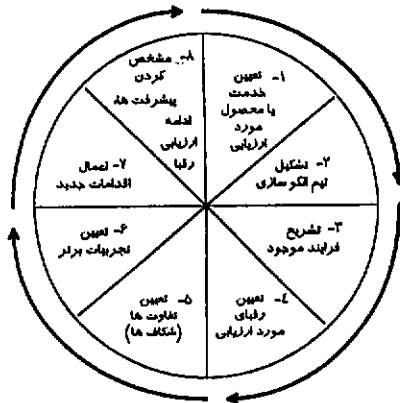 ۱- تعیین
خدمت
یا محصول
مورد
ارزیابی
۲- تشکیل
تیم الگوسازی
۳- تشریح
فرایند موجود
۴- تعیین
رقبای
مورد ارزیابی
۵- تعیین
تفاوت ها
(شکاف ها)
۶- تعیین
تجربیات برتر
۷- اعمال
اقدامات جدید
۸- مشخص
کردن
پیشرفت ها،
ادامه
ارزیابی
رقبا